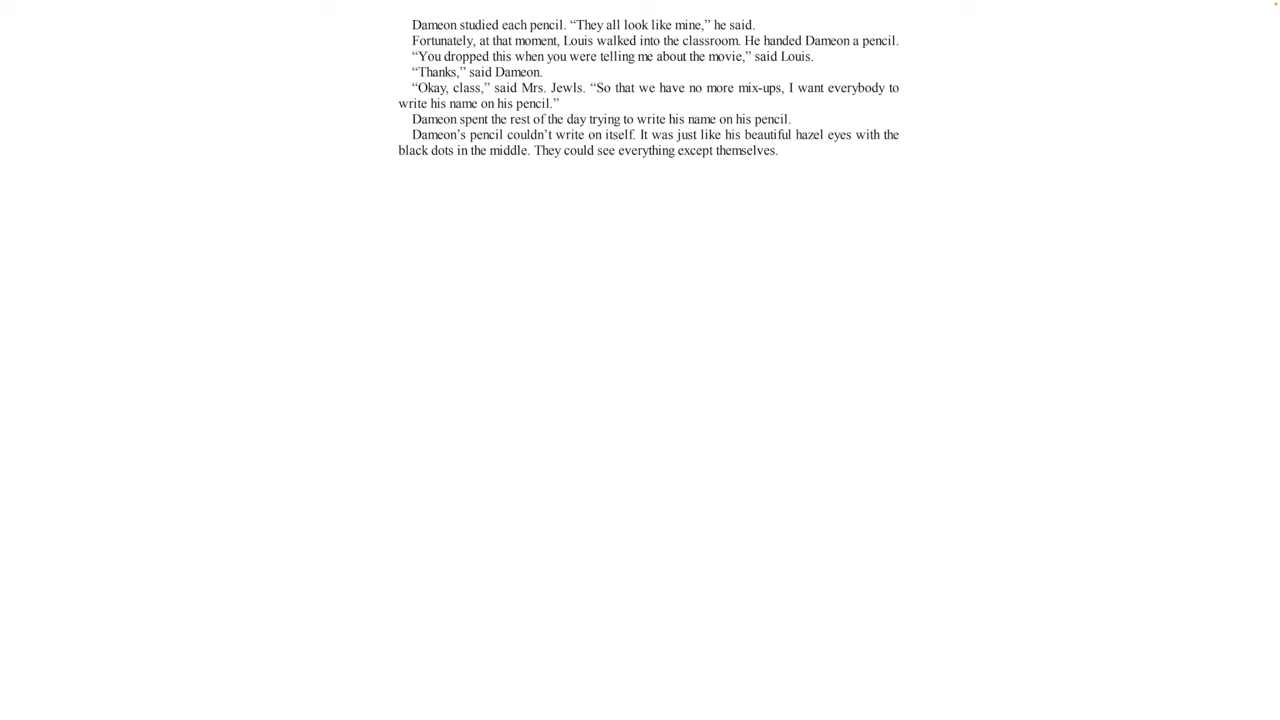 Dameon studied each pencil. “They all look like mine,” he said.
Fortunately, at that moment, Louis walked into the classroom. He handed Dameon a pencil.
“You dropped this when you were telling me about the movie,” said Louis.
“Thanks,” said Dameon.
“Okay, class,” said Mrs. Jewls. “So that we have no more mix-ups, I want everybody to
write his name on his pencil.”
Dameon spent the rest of the day trying to write his name on his pencil.
Dameon’s pencil couldn’t write on itself. It was just like his beautiful hazel eyes with the
black dots in the middle. They could see everything except themselves.